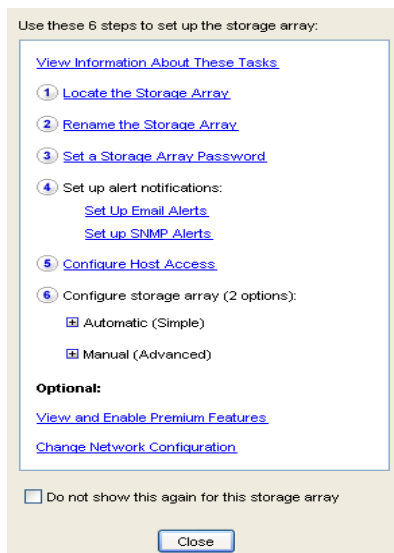 Use these 6 steps to set up the storage array:
View Information About These Tasks
1 Locate the Storage Array
2 Rename the Storage Array
3 Set a Storage Array Password
4 Set up alert notifications:
Set Up Email Alerts
Set up SNMP Alerts
5 Configure Host Access
6 Configure storage array (2 options):
Automatic (Simple)
Manual (Advanced)
Optional:
View and Enable Premium Features
Change Network Configuration
Do not show this again for this storage array
Close